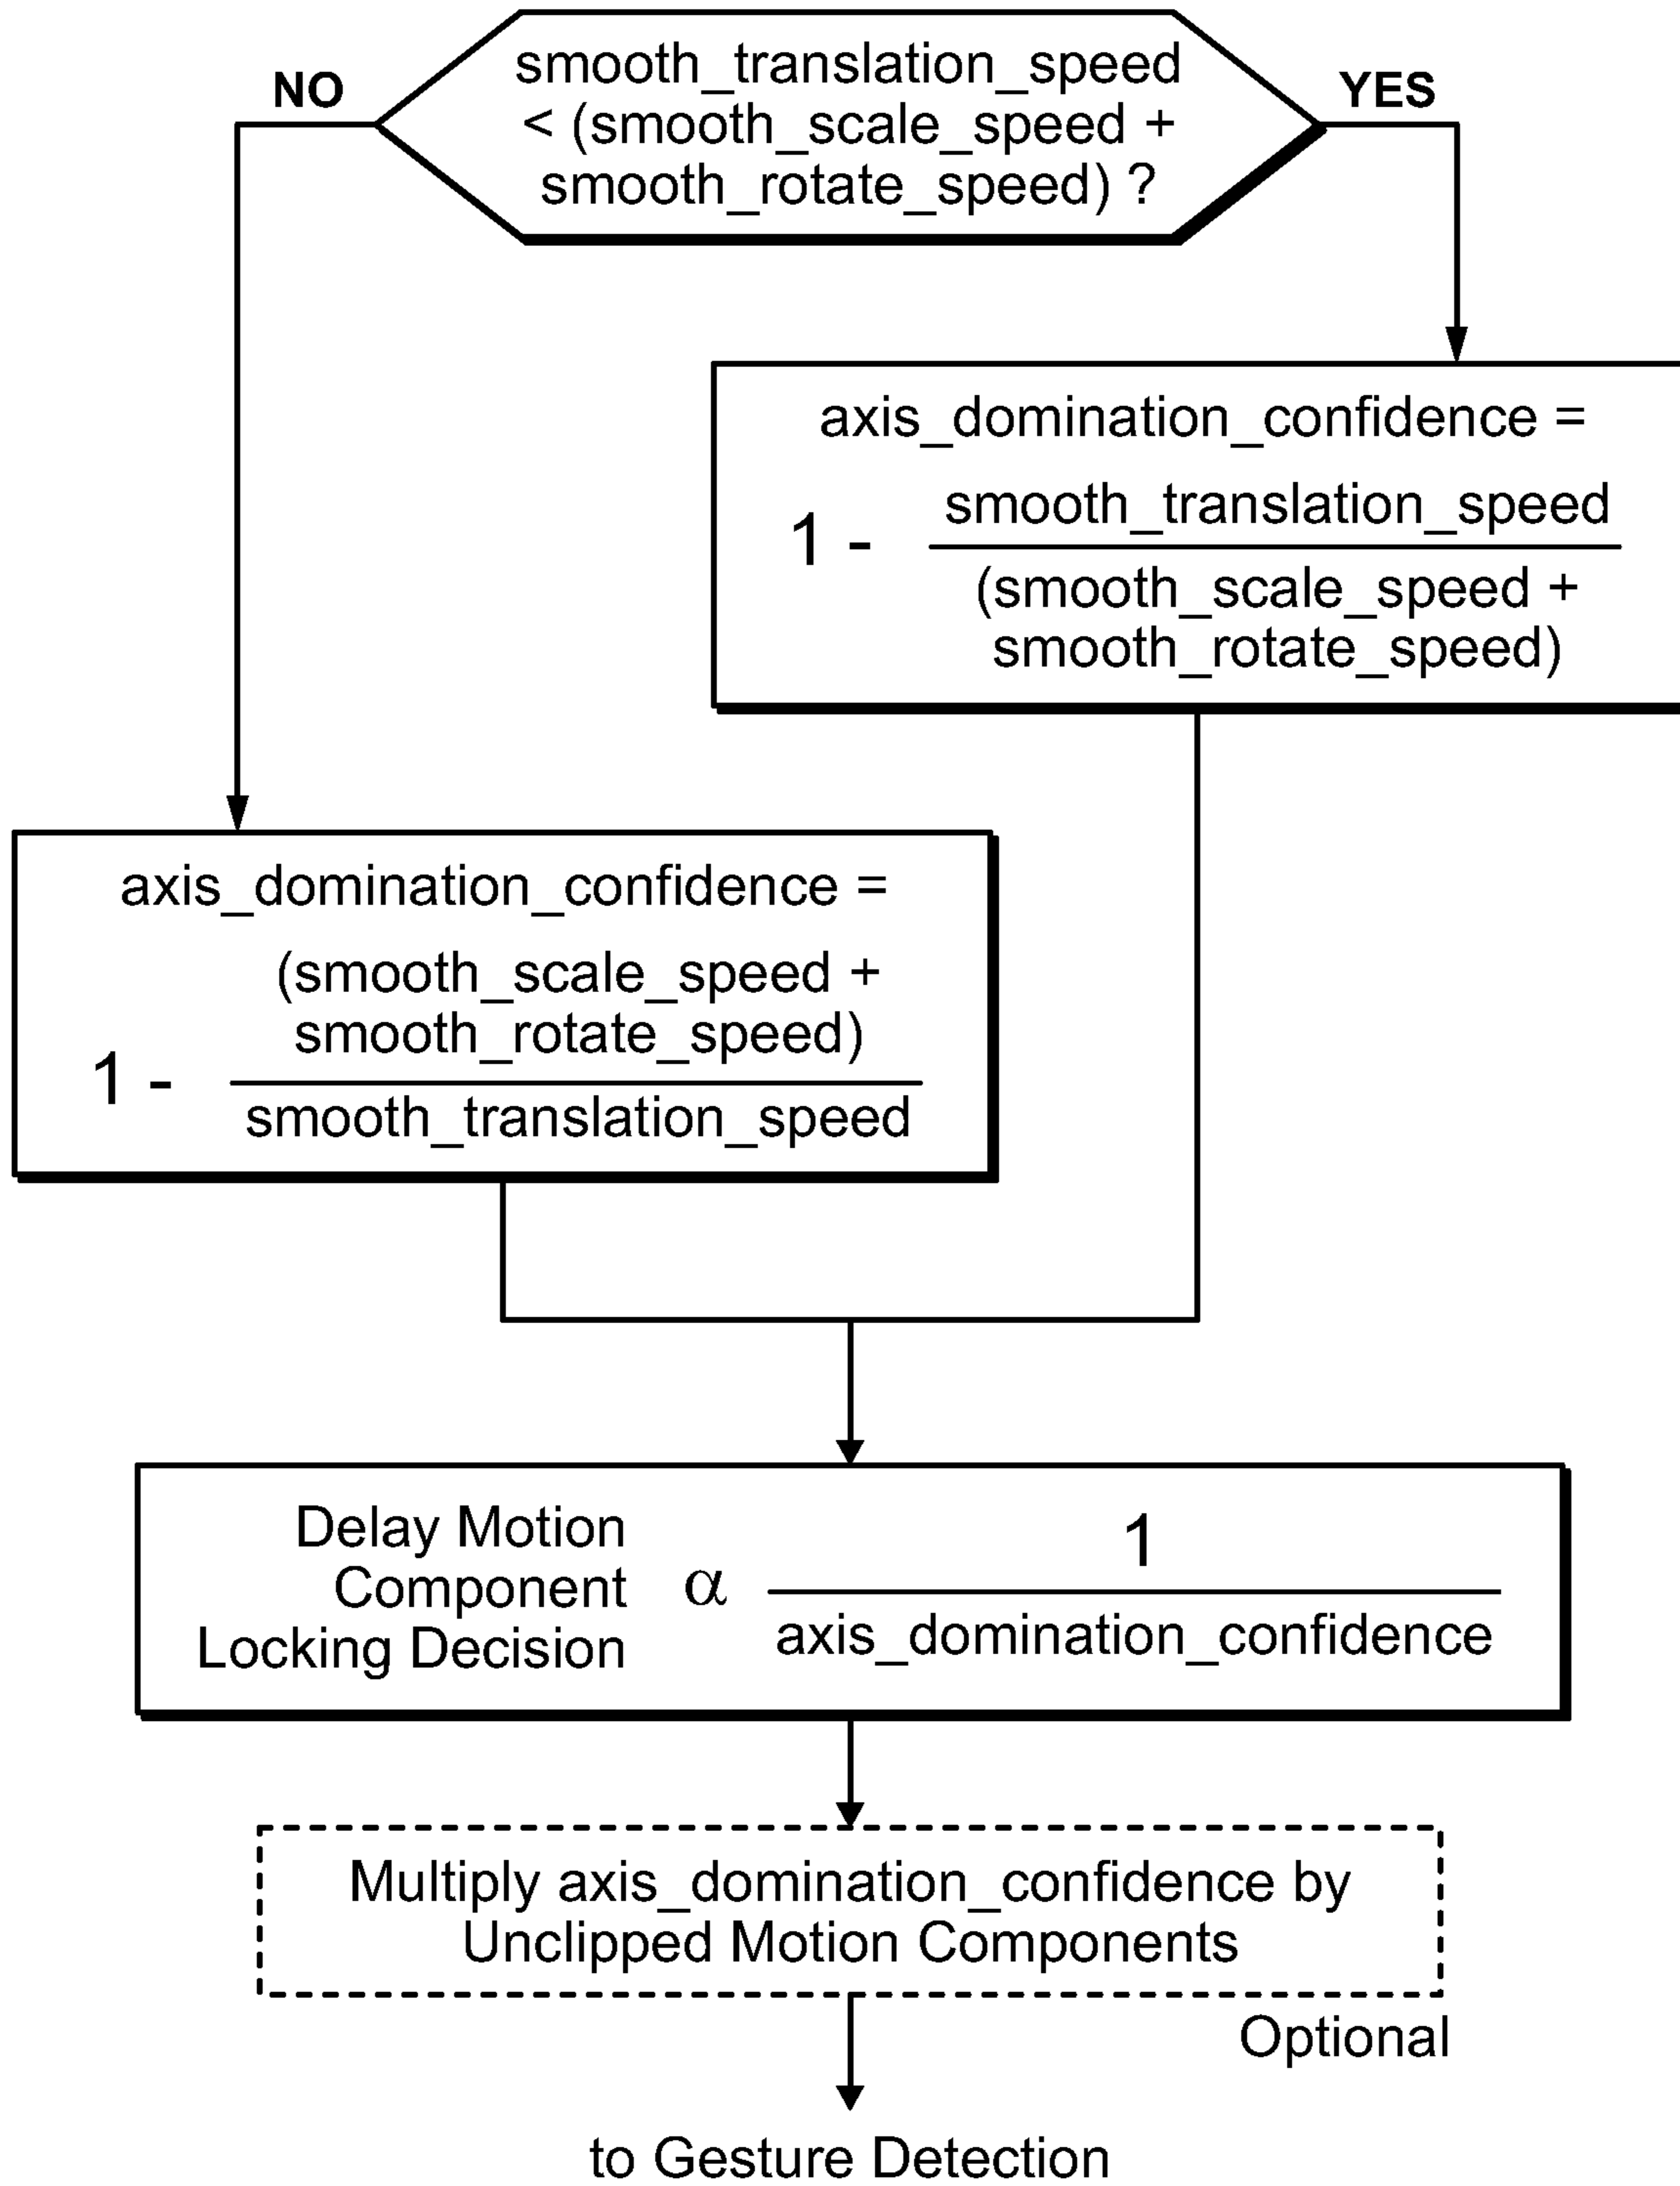 smooth_translation_speed
< (smooth_scale_speed +
smooth_rotate_speed) ?
NO
YES
axis_domination_confidence =
1 - smooth_translation_speed
(smooth_scale_speed +
smooth_rotate_speed)
axis_domination_confidence =
(smooth_scale_speed +
smooth_rotate_speed)
1 -
smooth_translation_speed
Delay Motion
Component
Locking Decision
α
1
axis_domination_confidence
Multiply axis_domination_confidence by
Unclipped Motion Components
Optional
to Gesture Detection